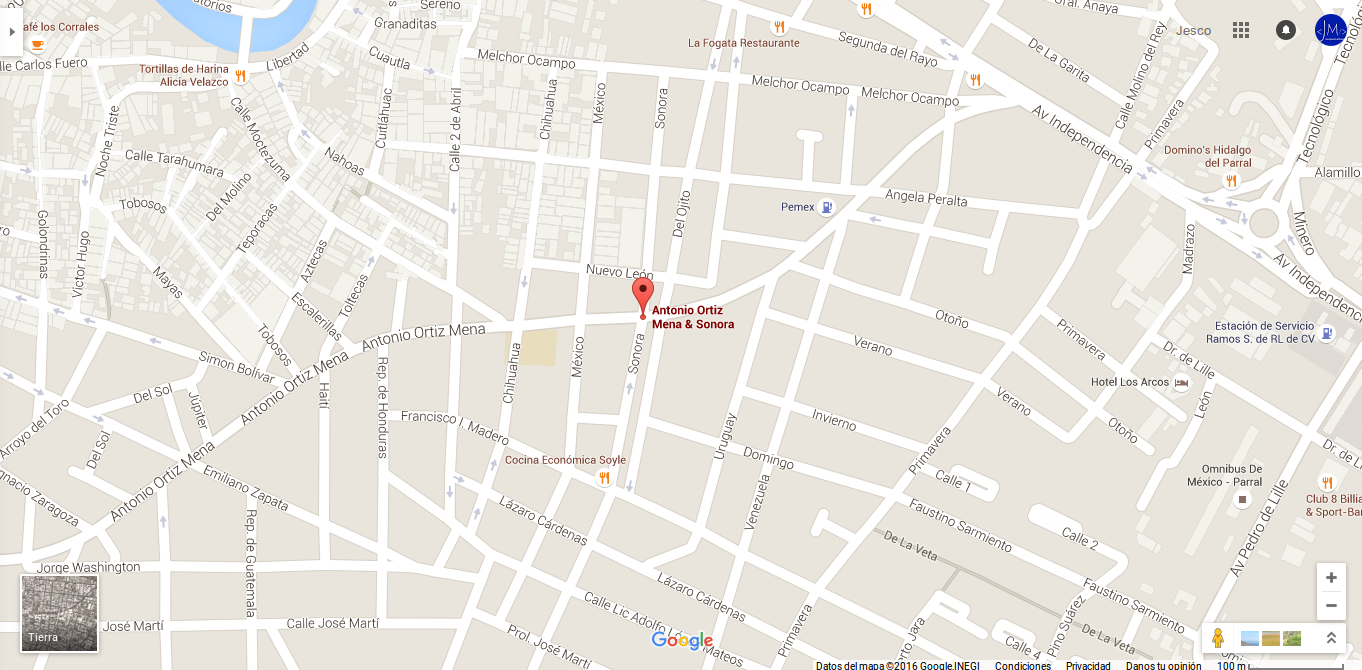 Sereno
Gral. Anaya
afé los Corrales
Granaditas
Jesco
<JM>
La Fogata Restaurante
Segunda del Rayo
De La Garita
Calle Molino del Rey
Tecnológico
lle Carlos Fuero
Libertad
Cuautla
Melchor Ocampo
Tortillas de Harina
Alicia Velazco
Melchor Ocampo
Melchor Ocampo
Primavera
Calle Moctezuma
Cuitláhuac
Calle 2 de Abril
Chihuahua
México
Sonora
Av Independencia
Tecnológico
Noche Triste
Domino's Hidalgo
del Parral
Nahoas
Calle Tarahumara
Alamillo
Del Molino
Tobosos
Teporacas
Del Ojito
Pemex
Angela Peralta
Golondrinas
Victor Hugo
Minero
Madrazo
Aztecas
Av Independencia
Mayas
Toltecas
Nuevo León
Escalerillas
Antonio Ortiz
Mena & Sonora
Otoño
Tobosos
Antonio Ortiz Mena
Primavera
Estación de Servicio
Ramos S. de RL de CV
Simon Bolívar
Antonio Ortiz Mena
Chihuahua
México
Sonora
Verano
Dr. de Lille
Rep. de Honduras
Haití
Hotel Los Arcos
Del Sol
Júpiter
Verano
León
Arroyo del Toro
Francisco I. Madero
Invierno
Otoño
Uruguay
Del Sol
Antonio Ortiz Mena
Primavera
Dr. de L
Cocina Económica Soyle
Domingo
Emiliano Zapata
Calle 1
Omnibus De
México - Parral
gnacio Zaragoza
Venezuela
Club 8 Billia
& Sport-Bar
Lázaro Cárdenas
Faustino Sarmiento
Av Pedro de Lille
Rep. de Guatemala
Calle 2
De La Veta
Jorge Washington
Lázaro Cárdenas
Faustino Sarmiento
Tierra
José Martí
Calle José Martí
Calle Lic Adolfo L
Mateos
Prol. José M
Primavera
Pino Suárez
De La Veta
Calle 4
Google
Datos del mapa ©2016 Google,INEGI
Condiciones
Privacidad
Danos tu opinión
100 m